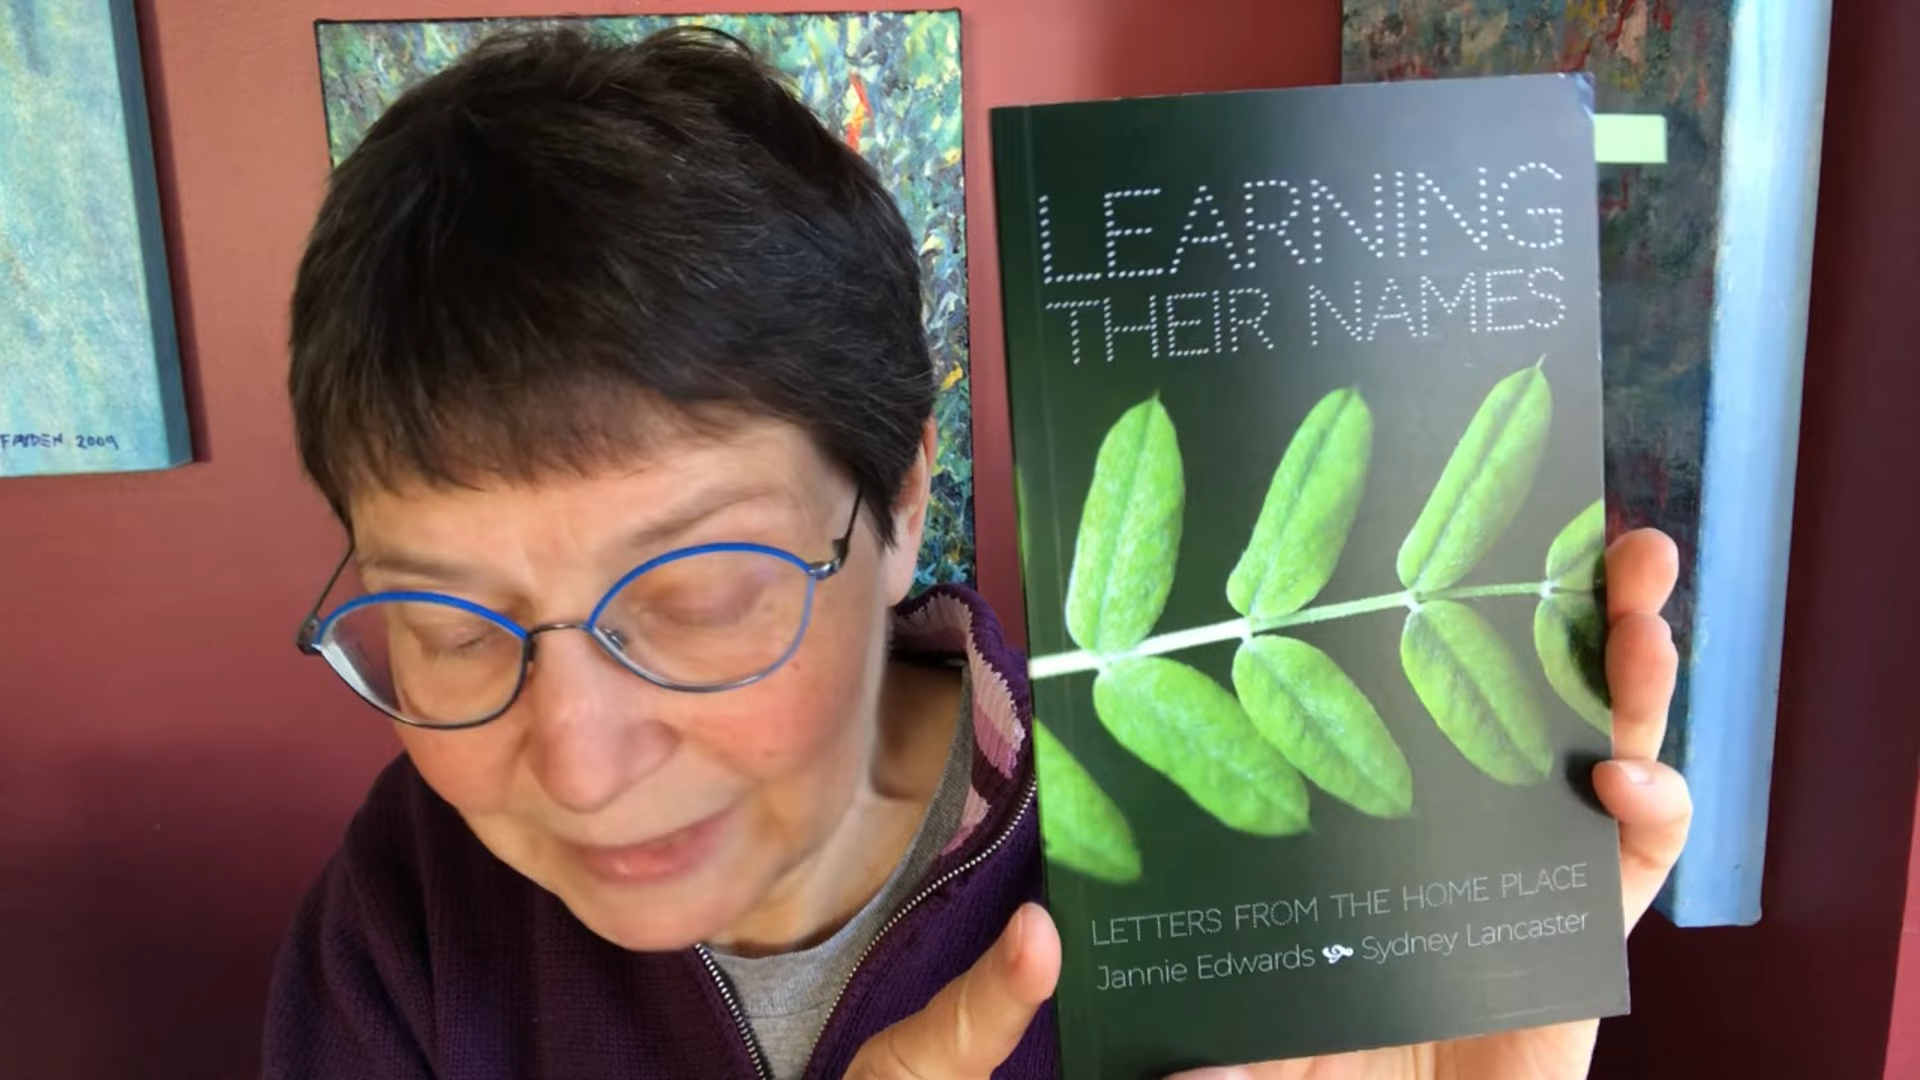 LEARNING
THEIR NAMES
LETTERS FROM THE HOME PLACE
Jannie Edwards Sydney Lancaster
FAYDEN 2009